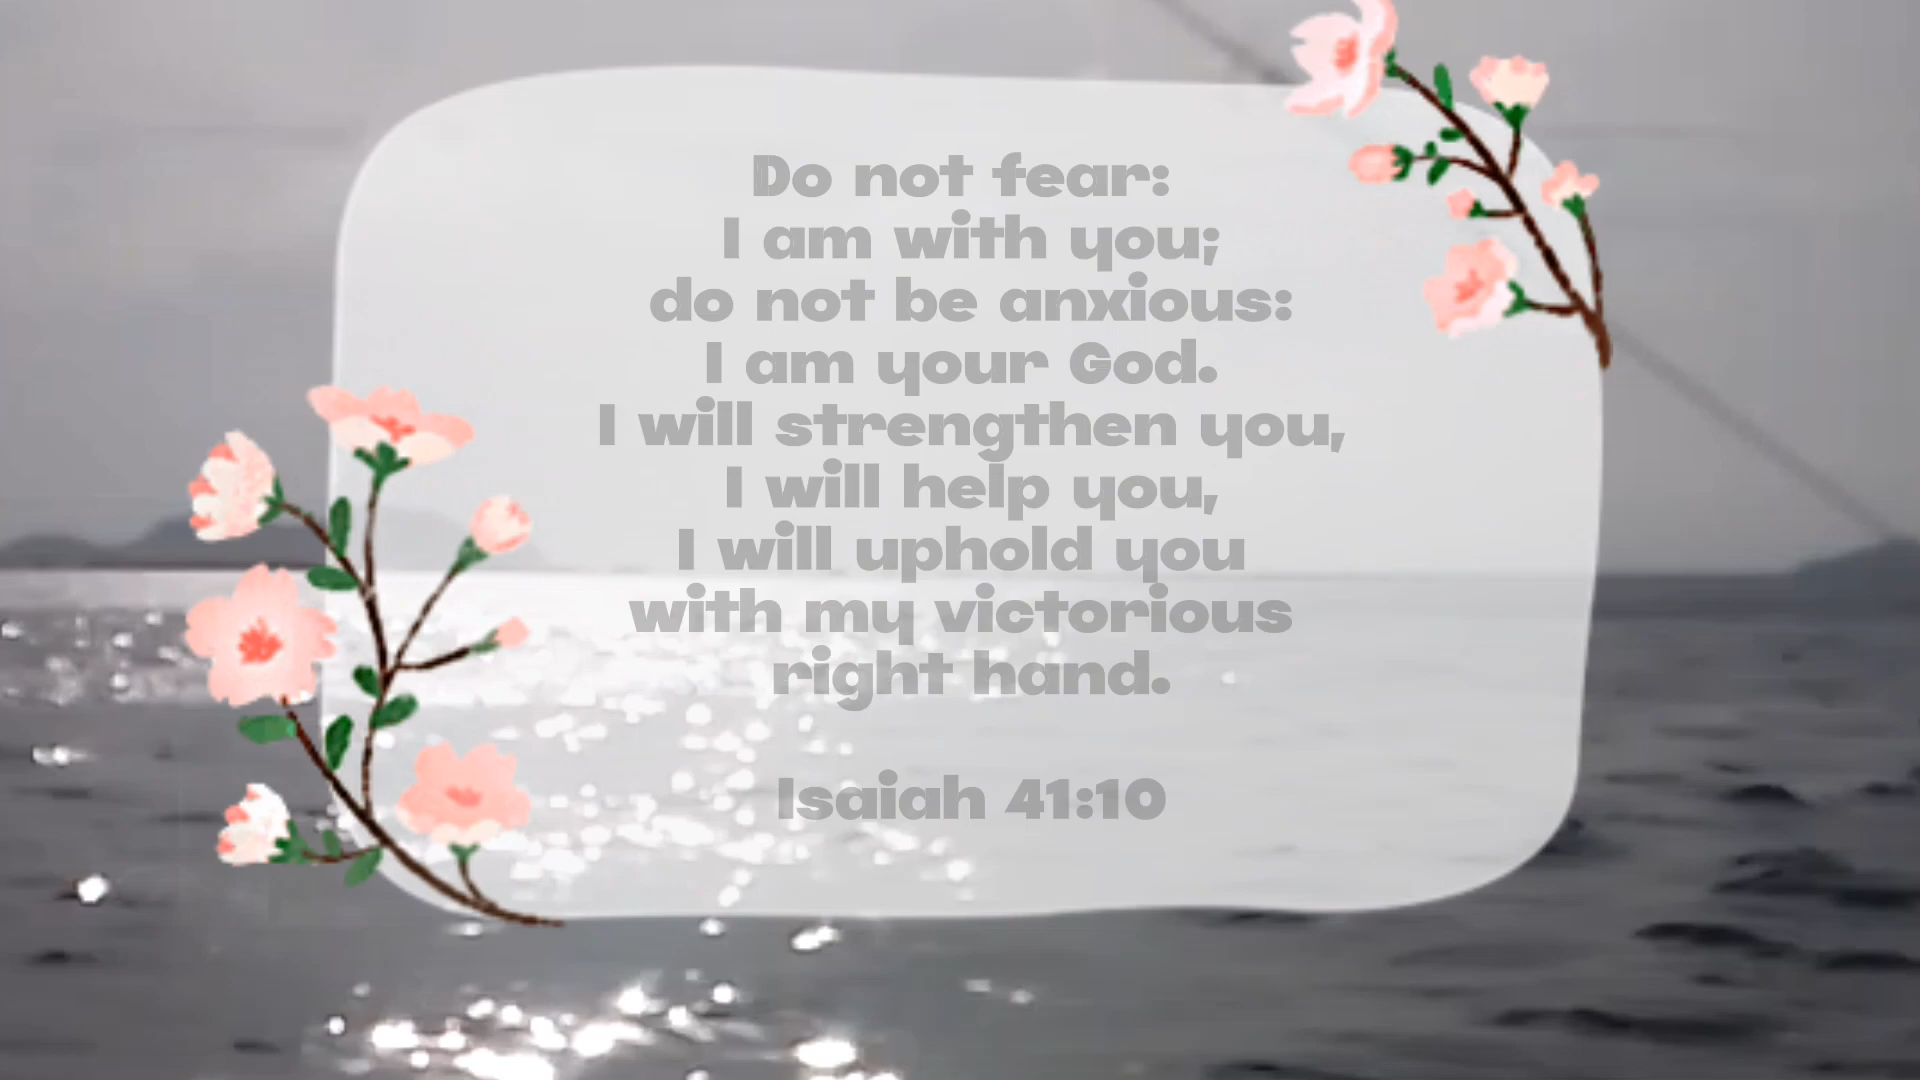 Do not fear:
I am with you;
do not be anxious:
I am your God.
I will strengthen you,
I will help you,
I will uphold you
with my victorious
right hand.
Isaiah 41:10